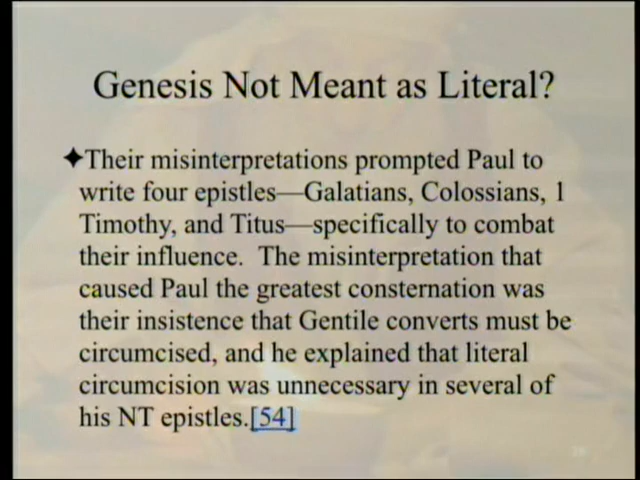 Genesis Not Meant as Literal?
✦Their misinterpretations prompted Paul to
write four epistles—Galatians, Colossians, 1
Timothy, and Titus—specifically to combat
their influence.  The misinterpretation that
caused Paul the greatest consternation was
their insistence that Gentile converts must be
circumcised, and he explained that literal
circumcision was unnecessary in several of
his NT epistles.[54]